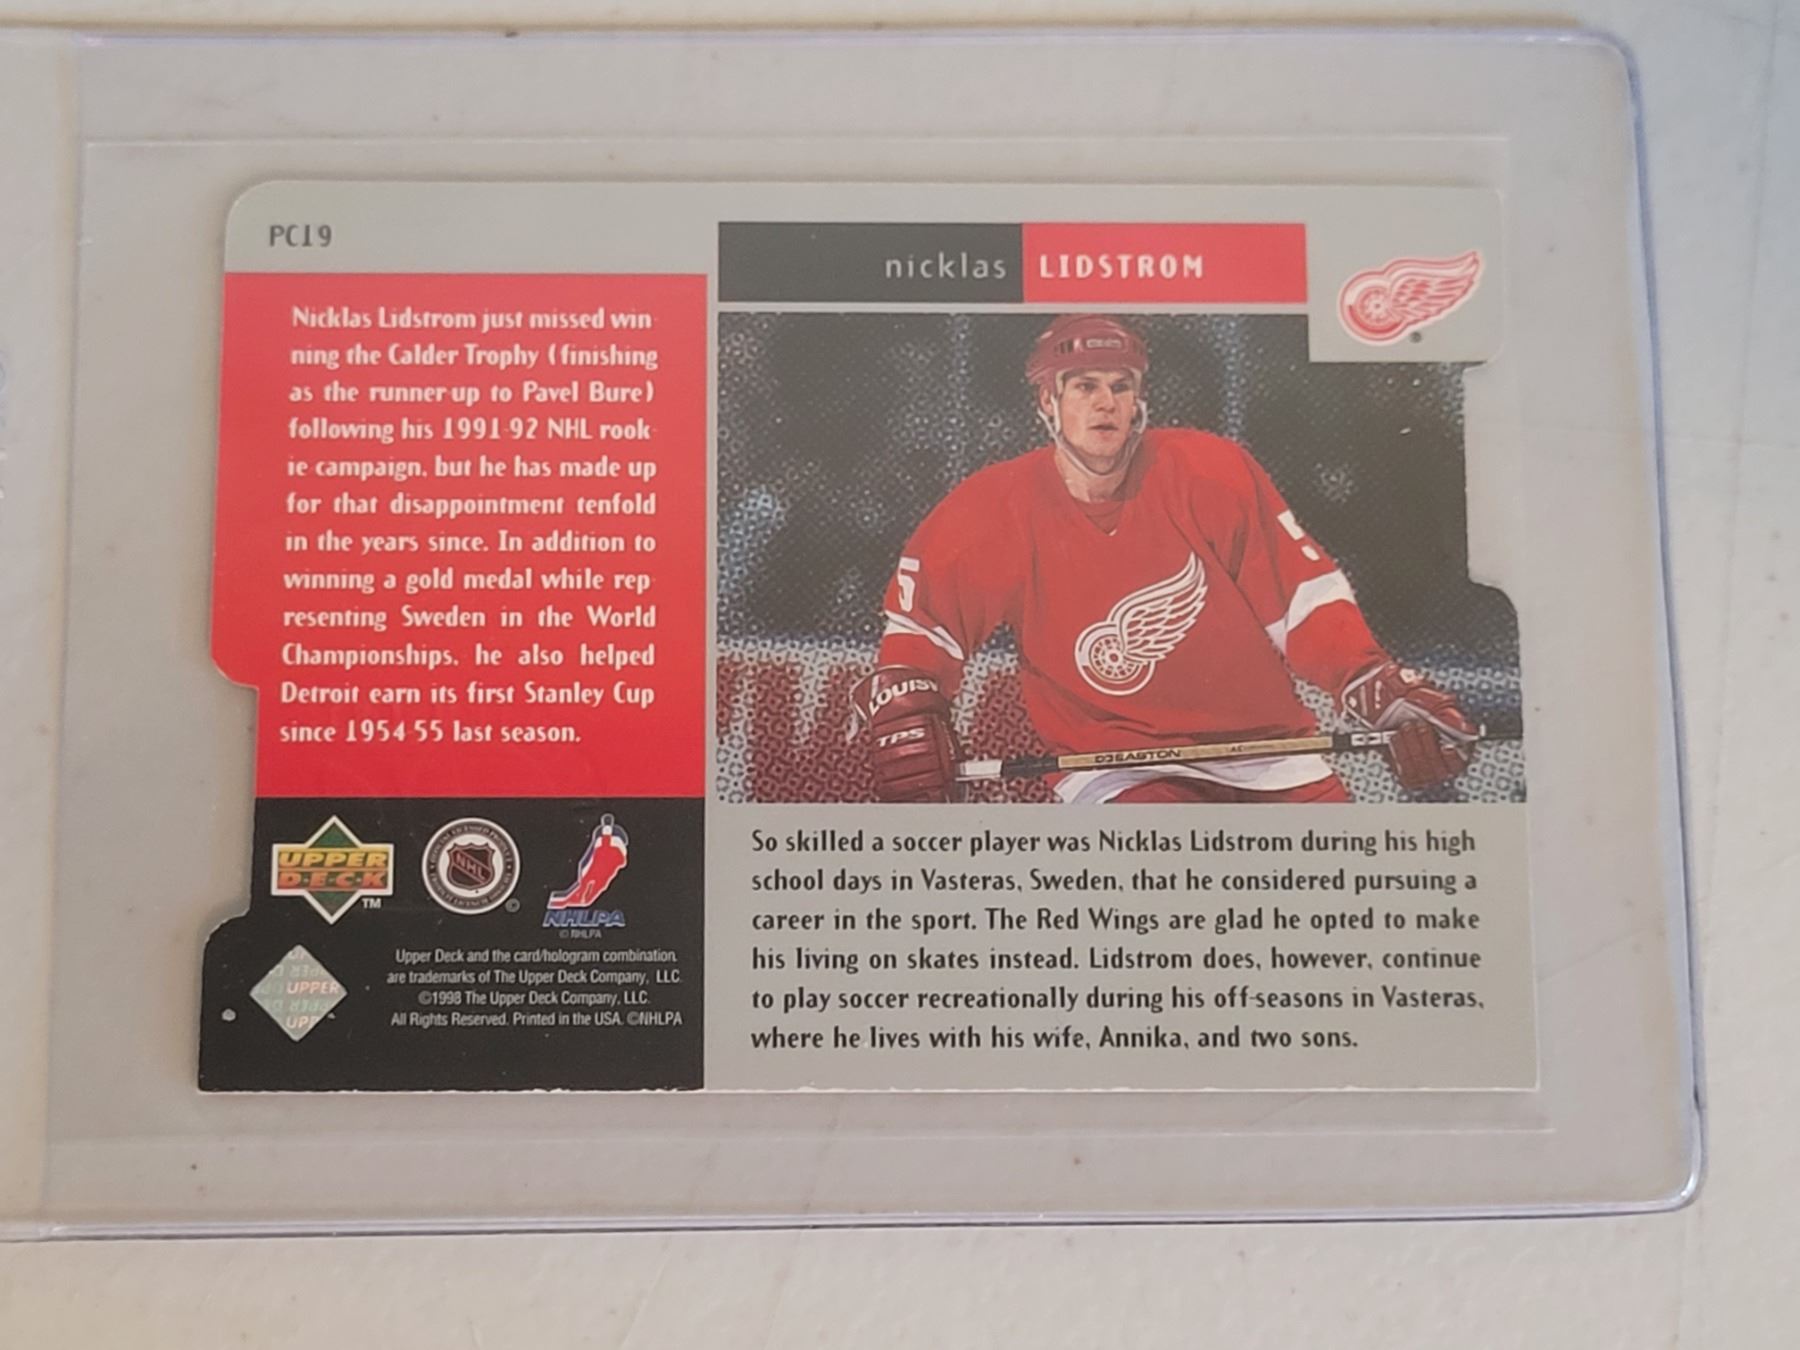 PC19
nicklas LIDSTROM
Nicklas Lidstrom just missed win-
ning the Calder Trophy (finishing
as the runner-up to Pavel Bure)
following his 1991-92 NHL rook-
ie campaign, but he has made up
for that disappointment tenfold
in the years since. In addition to
winning a gold medal while rep-
resenting Sweden in the World
Championships, he also helped
Detroit earn its first Stanley Cup
since 1954-55 last season.
5
5
LOUISV
TPS
EASTON
So skilled a soccer player was Nicklas Lidstrom during his high
school days in Vasteras, Sweden, that he considered pursuing a
career in the sport. The Red Wings are glad he opted to make
his living on skates instead. Lidstrom does, however, continue
to play soccer recreationally during his off-seasons in Vasteras,
where he lives with his wife, Annika, and two sons.
UPPER
D·E·C·K
TM
NHL
©
NHLPA
© NHLPA
UPPER
Upper Deck and the card/hologram combination
are trademarks of The Upper Deck Company, LLC.
©1998 The Upper Deck Company, LLC.
All Rights Reserved. Printed in the USA. ©NHLPA
®